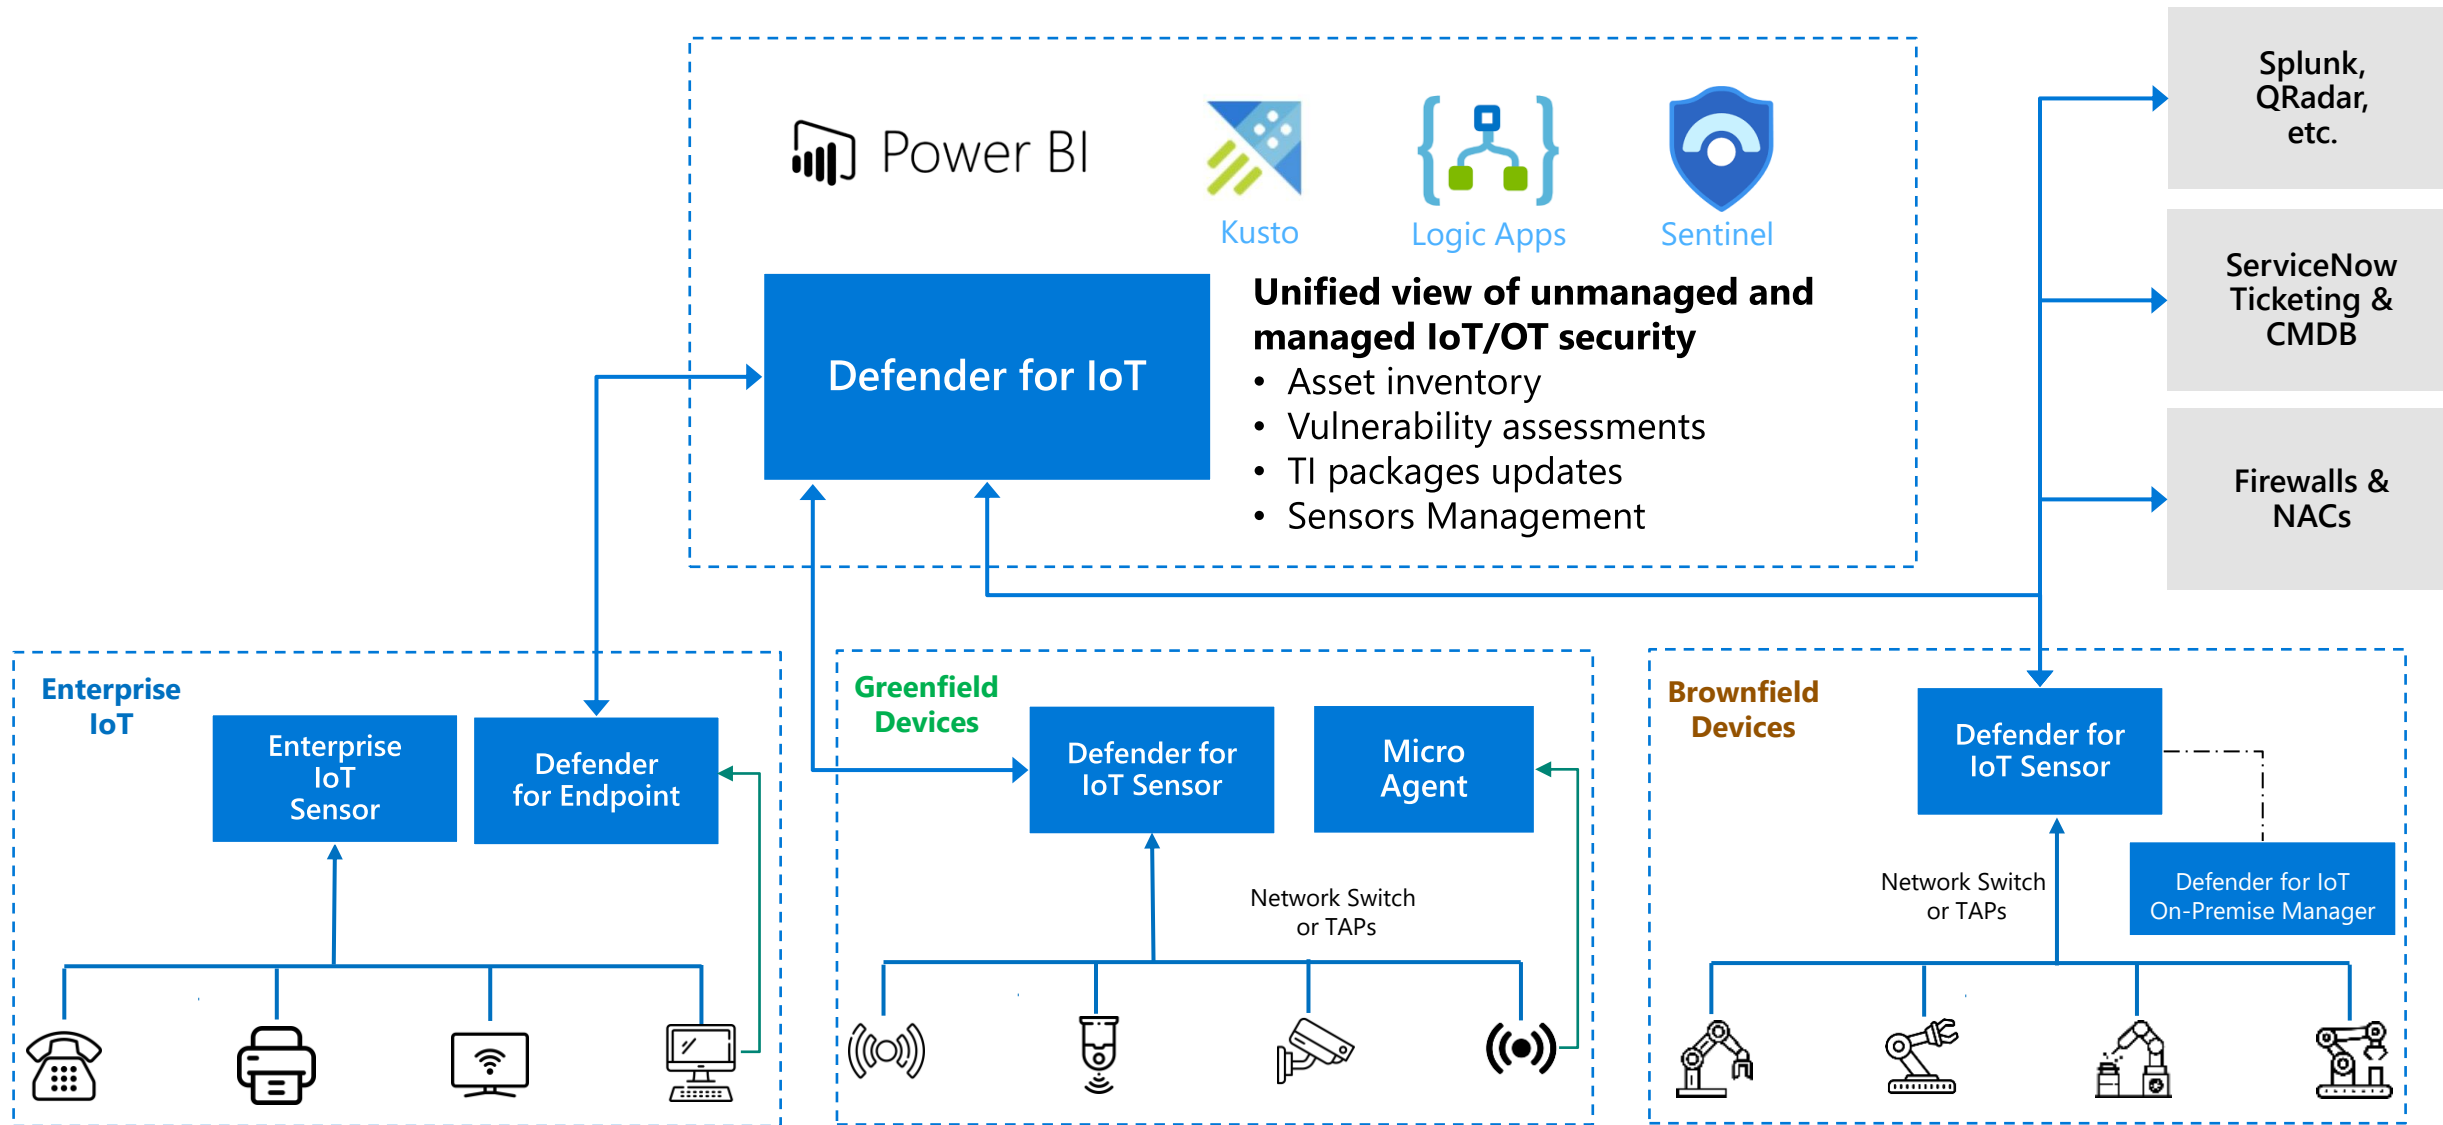 Power BI
Kusto
Logic Apps
Sentinel
Splunk,
QRadar,
etc.
ServiceNow
Ticketing &
CMDB
Firewalls &
NACs
Defender for IoT
Unified view of unmanaged and
managed IoT/OT security
• Asset inventory
• Vulnerability assessments
• TI packages updates
• Sensors Management
Enterprise
IoT
Enterprise
IoT
Sensor
Defender
for Endpoint
Greenfield
Devices
Defender for
IoT Sensor
Micro
Agent
Network Switch
or TAPs
Brownfield
Devices
Defender for
IoT Sensor
Network Switch
or TAPs
Defender for IoT
On-Premise Manager